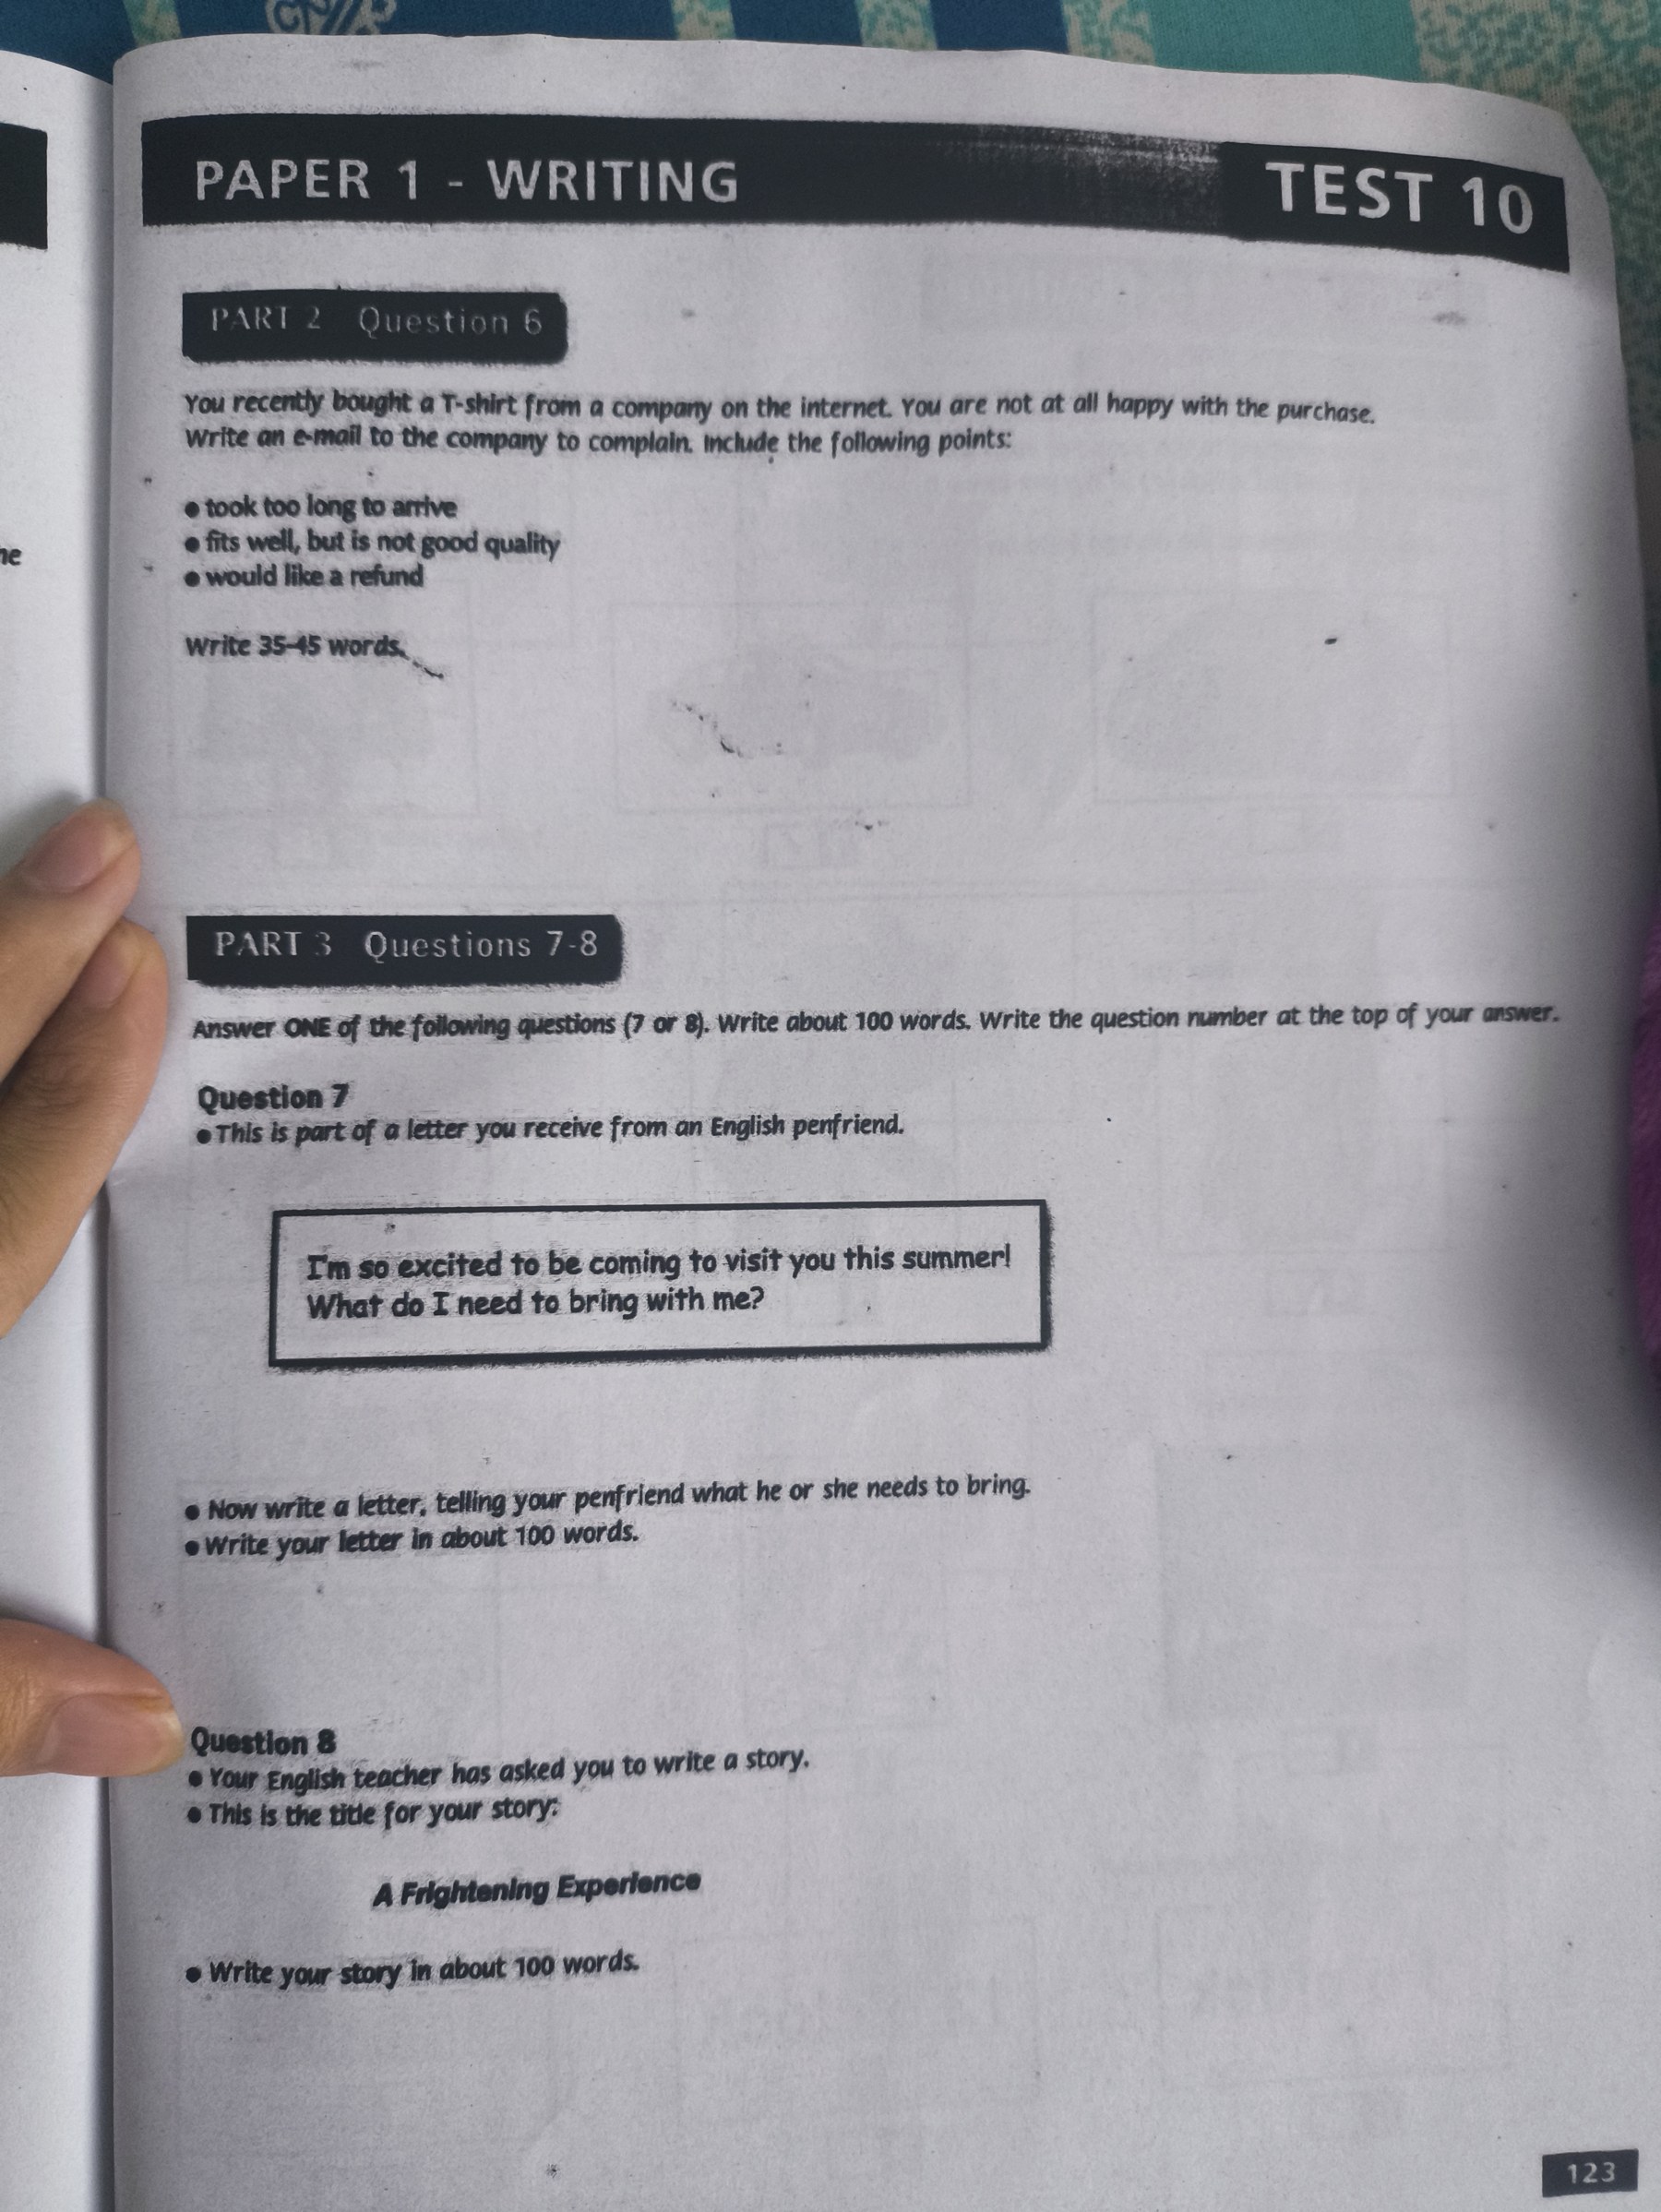 PAPER 1 - WRITING
TEST 10
PART 2 Question 6
You recently bought a T-shirt from a company on the internet. You are not at all happy with the purchase.
Write an e-mail to the company to complain. Include the following points:
● took too long to arrive
● fits well, but is not good quality
● would like a refund
Write 35-45 words.
PART 3 Questions 7-8
Answer ONE of the following questions (7 or 8). Write about 100 words. Write the question number at the top of your answer.
Question 7
● This is part of a letter you receive from an English penfriend.
I'm so excited to be coming to visit you this summer!
What do I need to bring with me?
● Now write a letter, telling your penfriend what he or she needs to bring.
● Write your letter in about 100 words.
Question 8
● Your English teacher has asked you to write a story.
● This is the title for your story:
A Frightening Experience
● Write your story in about 100 words.
123